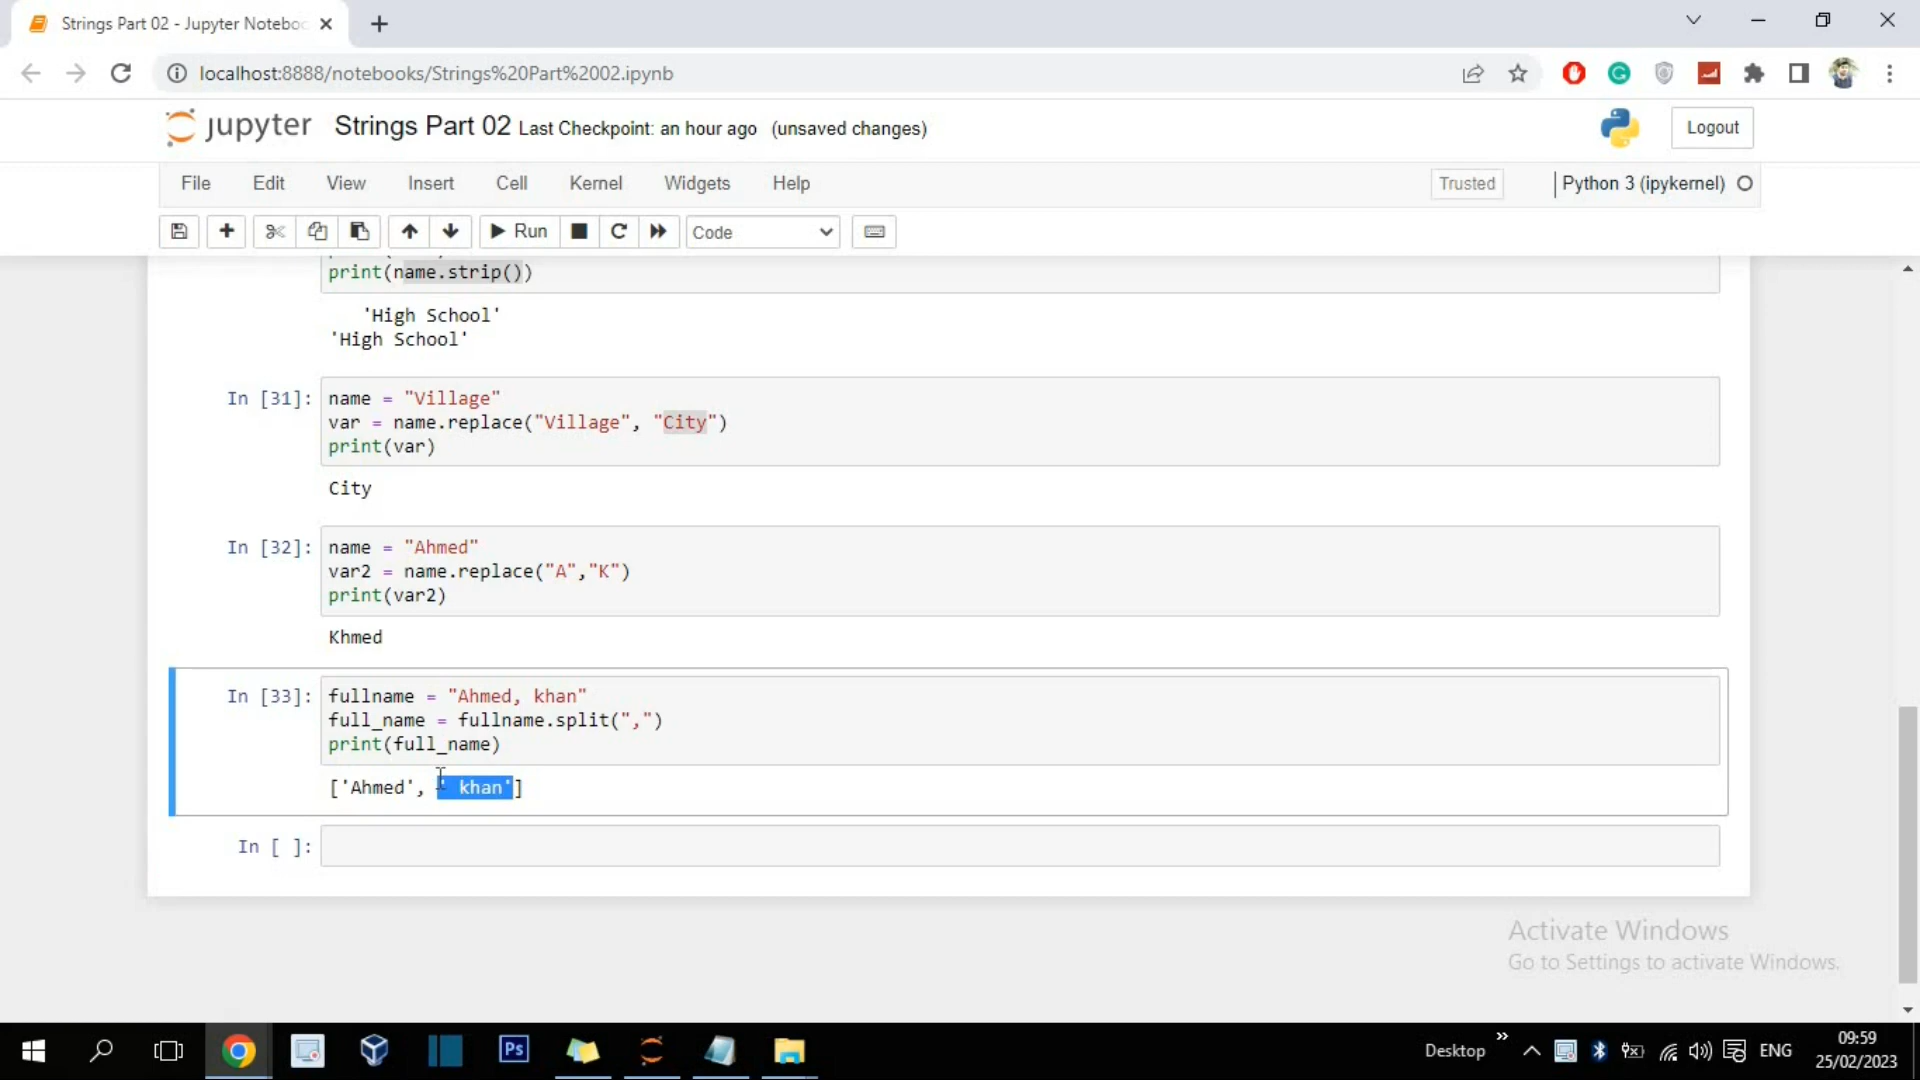 Strings Part 02 - Jupyter Noteboo
localhost:8888/notebooks/Strings%20Part%2002.ipynb
jupyter Strings Part 02 Last Checkpoint: an hour ago (unsaved changes)
Logout
File Edit View Insert Cell Kernel Widgets Help
Trusted
Python 3 (ipykernel)
Run
Code
print(name.strip())
'High School'
'High School'
In [31]:
name = "Village"
var = name.replace("Village", "City")
print(var)
City
In [32]:
name = "Ahmed"
var2 = name.replace("A","K")
print(var2)
Khmed
In [33]:
fullname = "Ahmed, khan"
full_name = fullname.split(",")
print(full_name)
['Ahmed', ' khan']
In [ ]:
Activate Windows
Go to Settings to activate Windows.
Ps
Desktop
ENG
09:59
25/02/2023